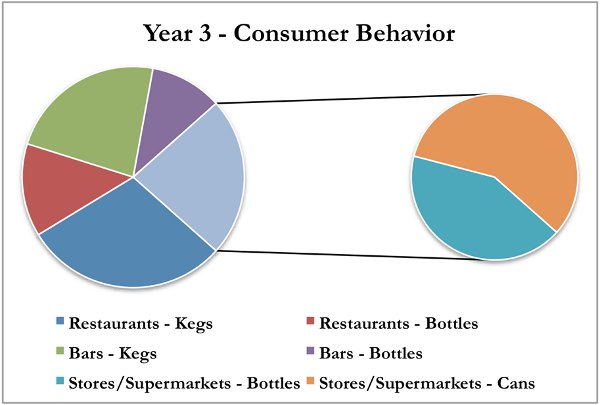 Year 3 - Consumer Behavior
Restaurants - Kegs
Restaurants - Bottles
Bars - Kegs
Bars - Bottles
Stores/Supermarkets - Bottles
Stores/Supermarkets - Cans